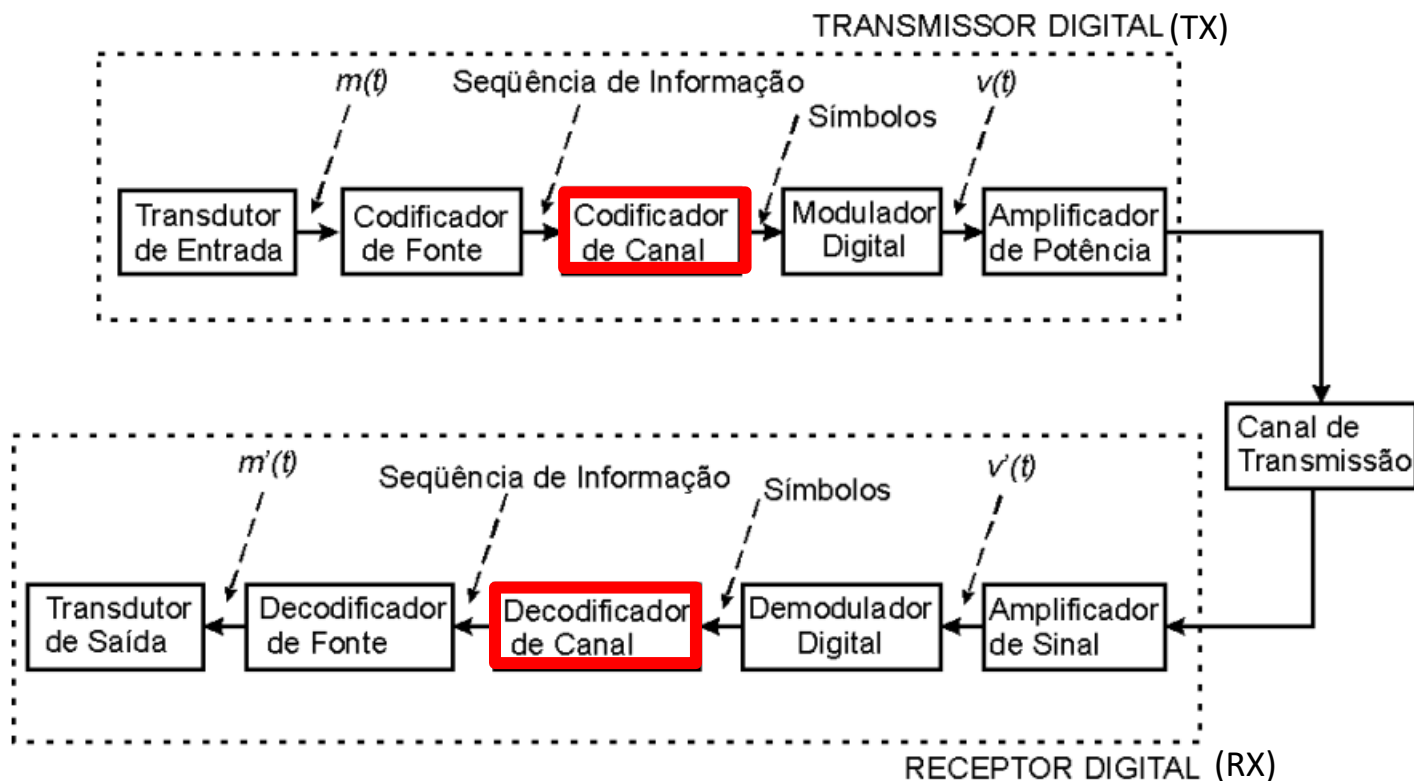 TRANSMISSOR DIGITAL (TX)
m(t)
Seqüência de Informação
Símbolos
v(t)
Transdutor
de Entrada
Codificador
de Fonte
Codificador
de Canal
Modulador
Digital
Amplificador
de Potência
Canal de
Transmissão
m'(t)
Seqüência de Informação
Símbolos
v'(t)
Transdutor
de Saída
Decodificador
de Fonte
Decodificador
de Canal
Demodulador
Digital
Amplificador
de Sinal
RECEPTOR DIGITAL (RX)